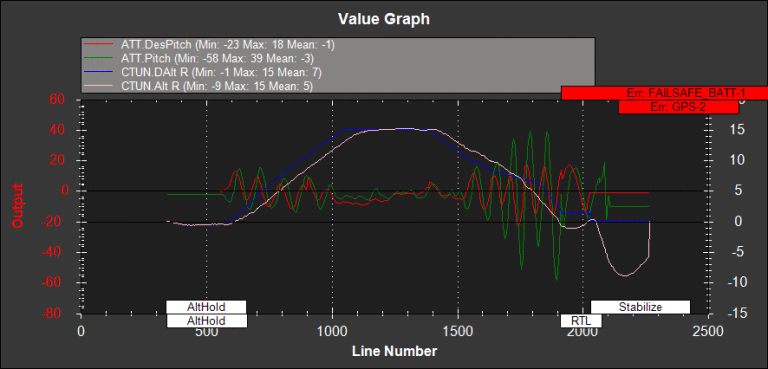 Value Graph
ATT.DesPitch (Min: -23 Max: 18 Mean: -1)
ATT.Pitch (Min: -58 Max: 39 Mean: -3)
CTUN.DAlt R (Min: -1 Max: 15 Mean: 7)
CTUN.Alt R (Min: -9 Max: 15 Mean: 5)
Err: FAILSAFE_BATT-1
Err: GPS-2
60
40
20
0
-20
-40
-60
-80
Output
15
10
5
0
-5
-10
-15
AltHold
Stabilize
AltHold
RTL
0
500
1000
1500
2000
2500
Line Number